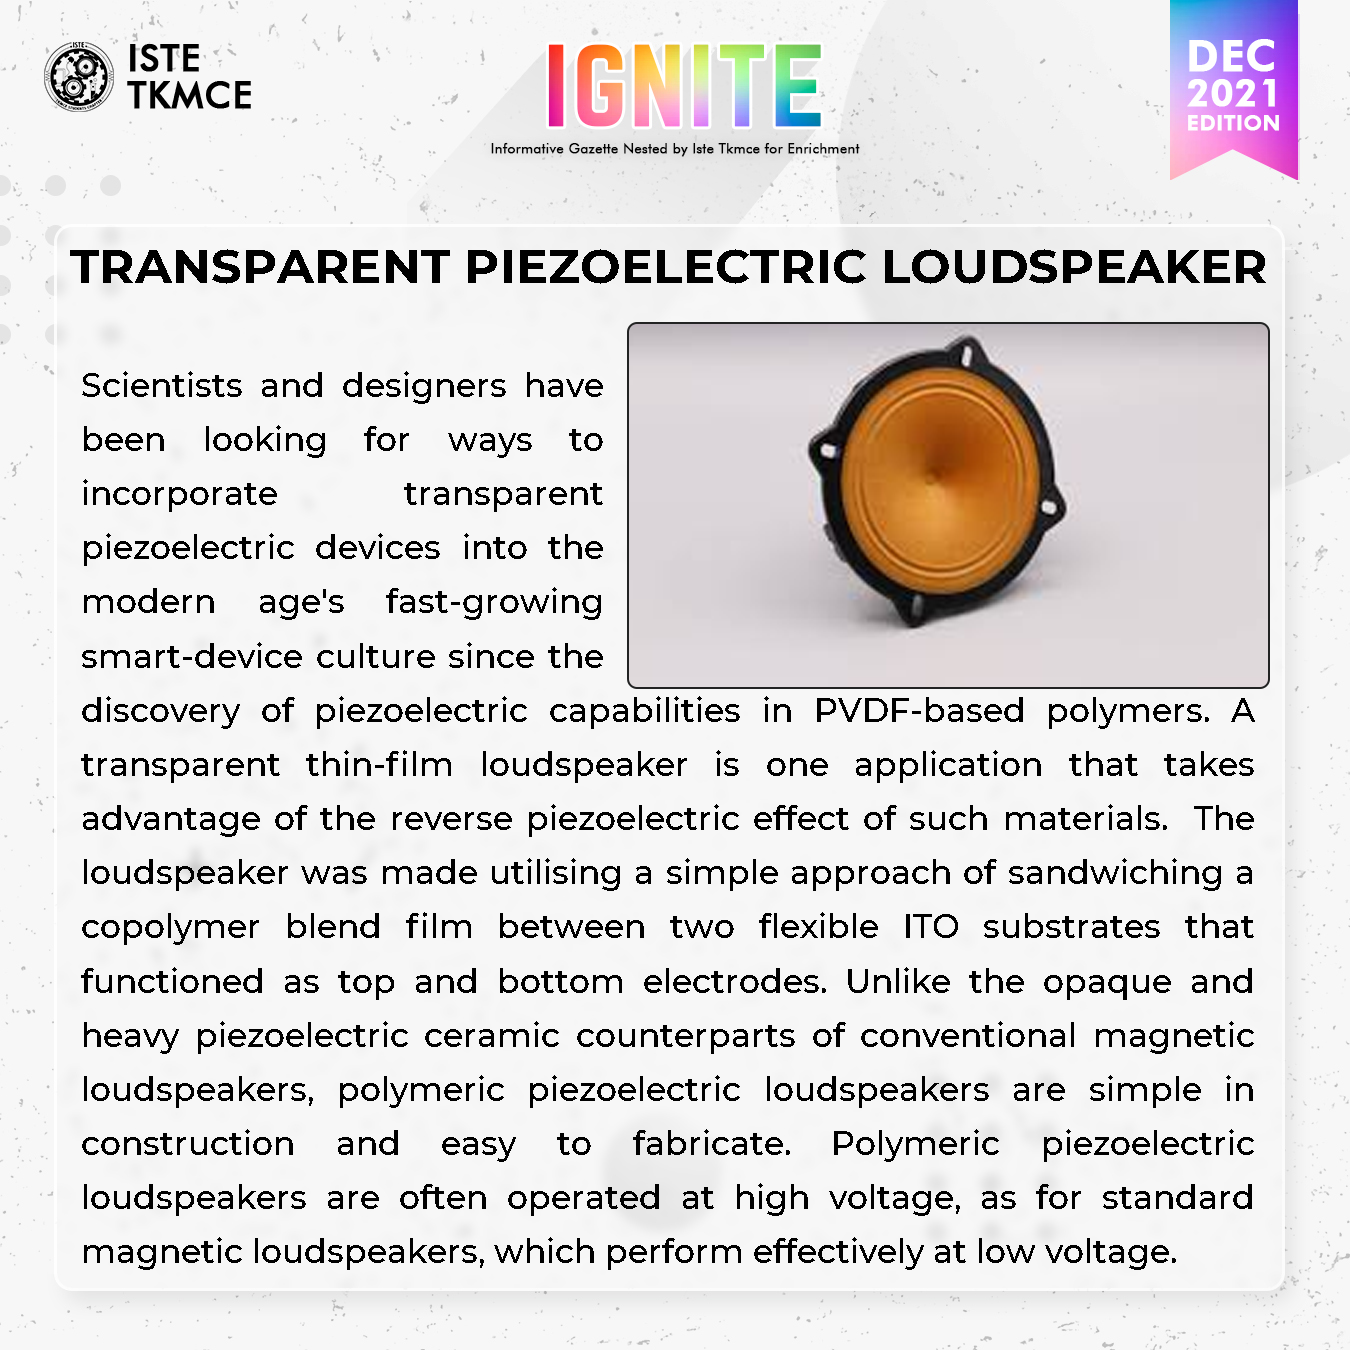 ISTE
TKMCE
IGNITE
Informative Gazette Nested by Iste Tkmce for Enrichment
DEC
2021
EDITION
TRANSPARENT PIEZOELECTRIC LOUDSPEAKER
Scientists and designers have
been looking for ways to
incorporate transparent
piezoelectric devices into the
modern age's fast-growing
smart-device culture since the
discovery of piezoelectric capabilities in PVDF-based polymers. A
transparent thin-film loudspeaker is one application that takes
advantage of the reverse piezoelectric effect of such materials. The
loudspeaker was made utilising a simple approach of sandwiching a
copolymer blend film between two flexible ITO substrates that
functioned as top and bottom electrodes. Unlike the opaque and
heavy piezoelectric ceramic counterparts of conventional magnetic
loudspeakers, polymeric piezoelectric loudspeakers are simple in
construction and easy to fabricate. Polymeric piezoelectric
loudspeakers are often operated at high voltage, as for standard
magnetic loudspeakers, which perform effectively at low voltage.